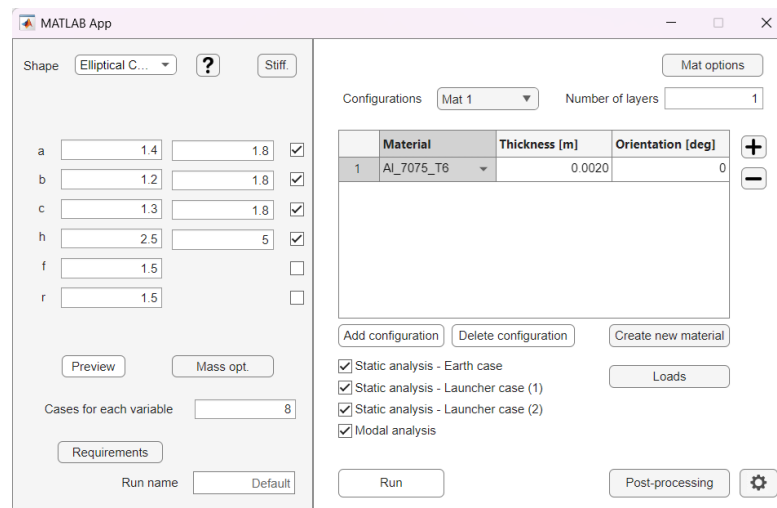 MATLAB App
Shape Elliptical C... ? Stiff.
a 1.4 1.8
b 1.2 1.8
c 1.3 1.8
h 2.5 5
f 1.5
r 1.5
Preview Mass opt.
Cases for each variable 8
Requirements
Run name Default
Mat options
Configurations Mat 1 Number of layers 1
Material Thickness [m] Orientation [deg]
1 Al_7075_T6 0.0020 0
Add configuration Delete configuration Create new material
Static analysis - Earth case
Static analysis - Launcher case (1)
Static analysis - Launcher case (2)
Modal analysis
Loads
Run Post-processing